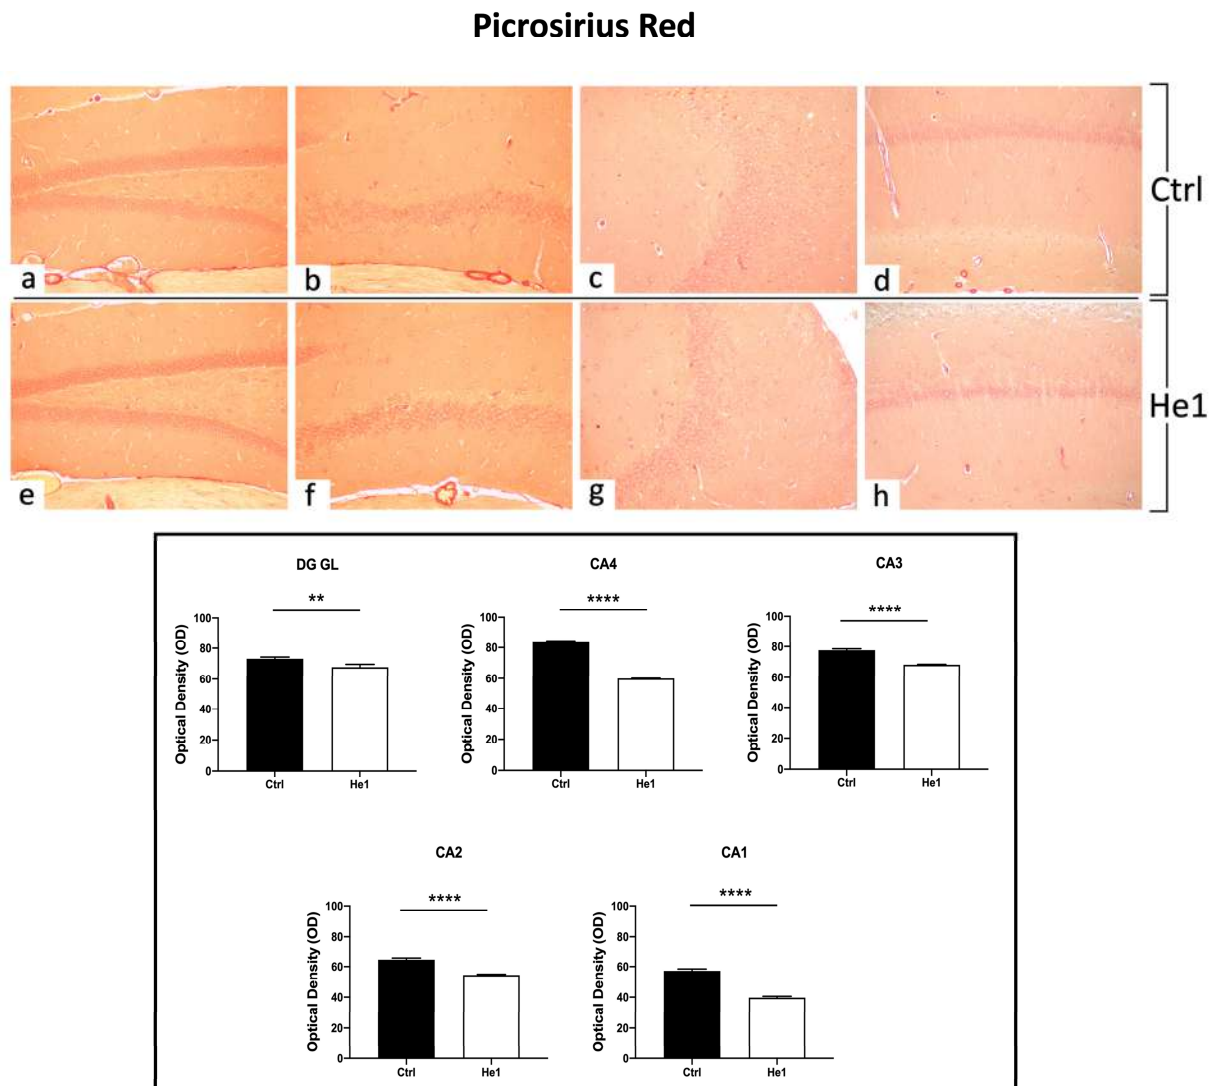 Picrosirius Red
a b c d Ctrl
e f g h He1
DG GL
**
Optical Density (OD)
100
80
60
40
20
0
Ctrl He1
CA4
****
Optical Density (OD)
100
80
60
40
20
0
Ctrl He1
CA3
****
Optical Density (OD)
100
80
60
40
20
0
Ctrl He1
CA2
****
Optical Density (OD)
100
80
60
40
20
0
Ctrl He1
CA1
****
Optical Density (OD)
100
80
60
40
20
0
Ctrl He1